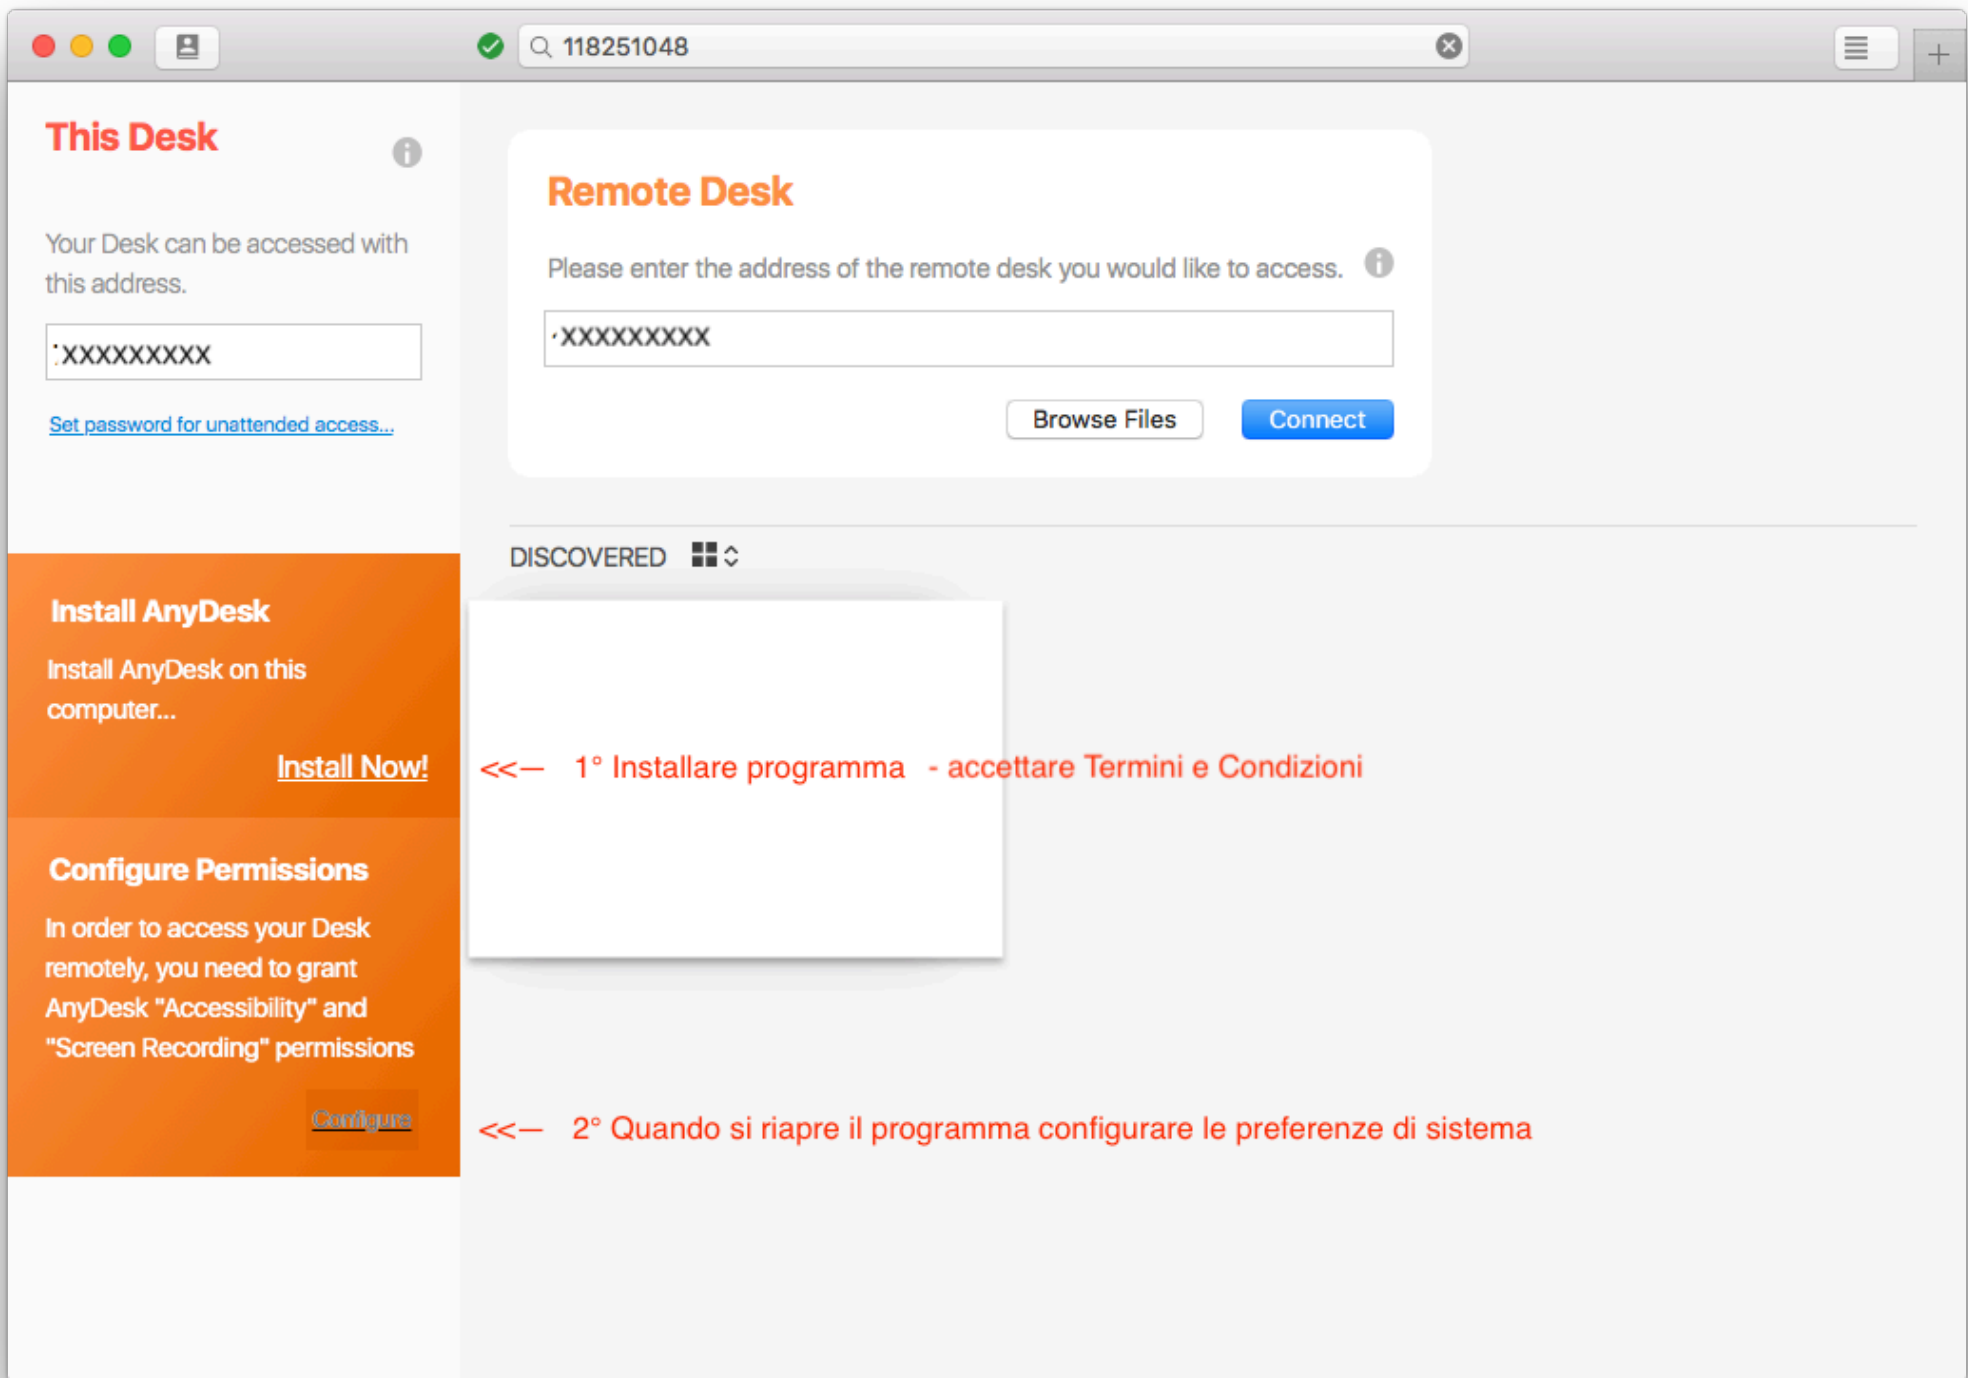 118251048
This Desk
Your Desk can be accessed with
this address.
XXXXXXXXX
Set password for unattended access...
Remote Desk
Please enter the address of the remote desk you would like to access.
XXXXXXXXX
Browse Files
Connect
DISCOVERED
Install AnyDesk
Install AnyDesk on this
computer...
Install Now!
<<— 1° Installare programma - accettare Termini e Condizioni
Configure Permissions
In order to access your Desk
remotely, you need to grant
AnyDesk "Accessibility" and
"Screen Recording" permissions
Configure
<<— 2° Quando si riapre il programma configurare le preferenze di sistema